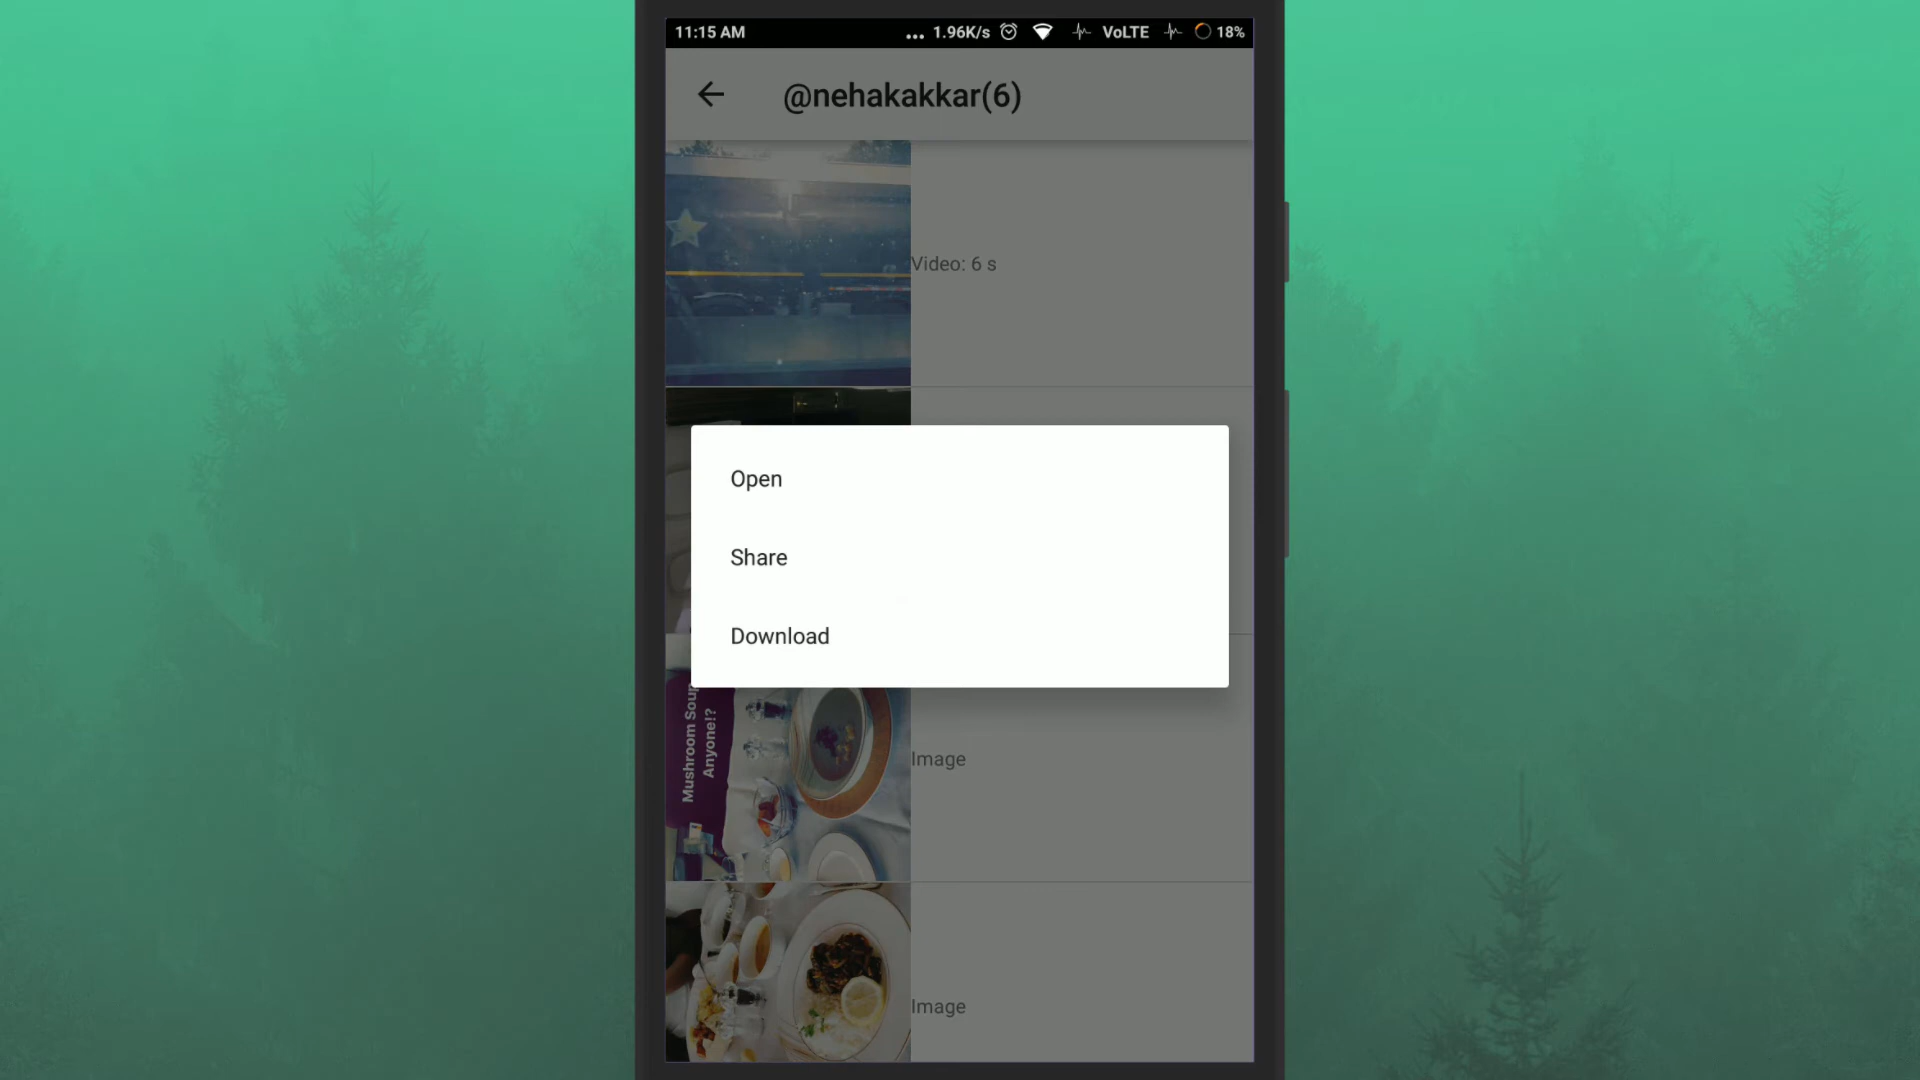 11:15 AM ... 1.96K/s VoLTE 18%
@nehakakkar(6)
Video: 6 s
Open
Share
Download
Mushroom Soup
Anyone!?
Image
Image